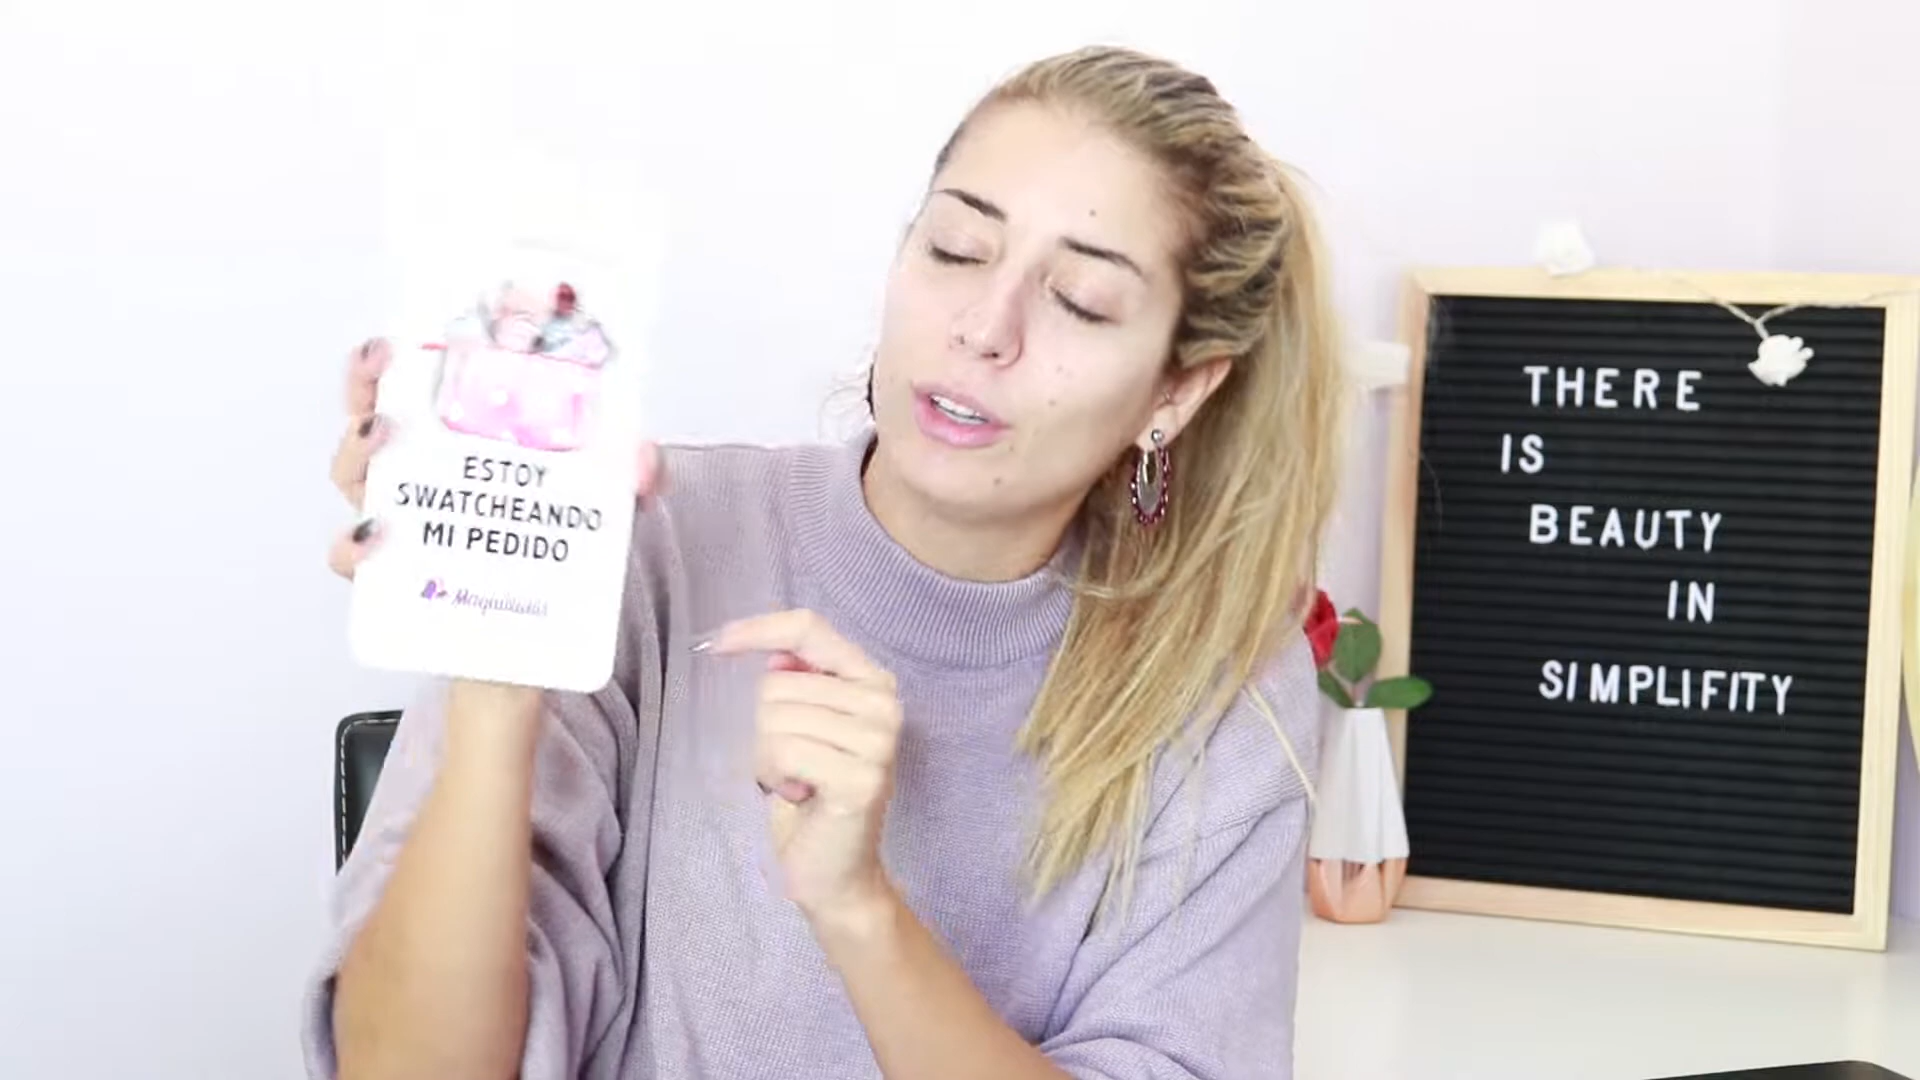 ESTOY
SWATCHEANDO
MI PEDIDO
THERE
IS
BEAUTY
IN
SIMPLIFITY